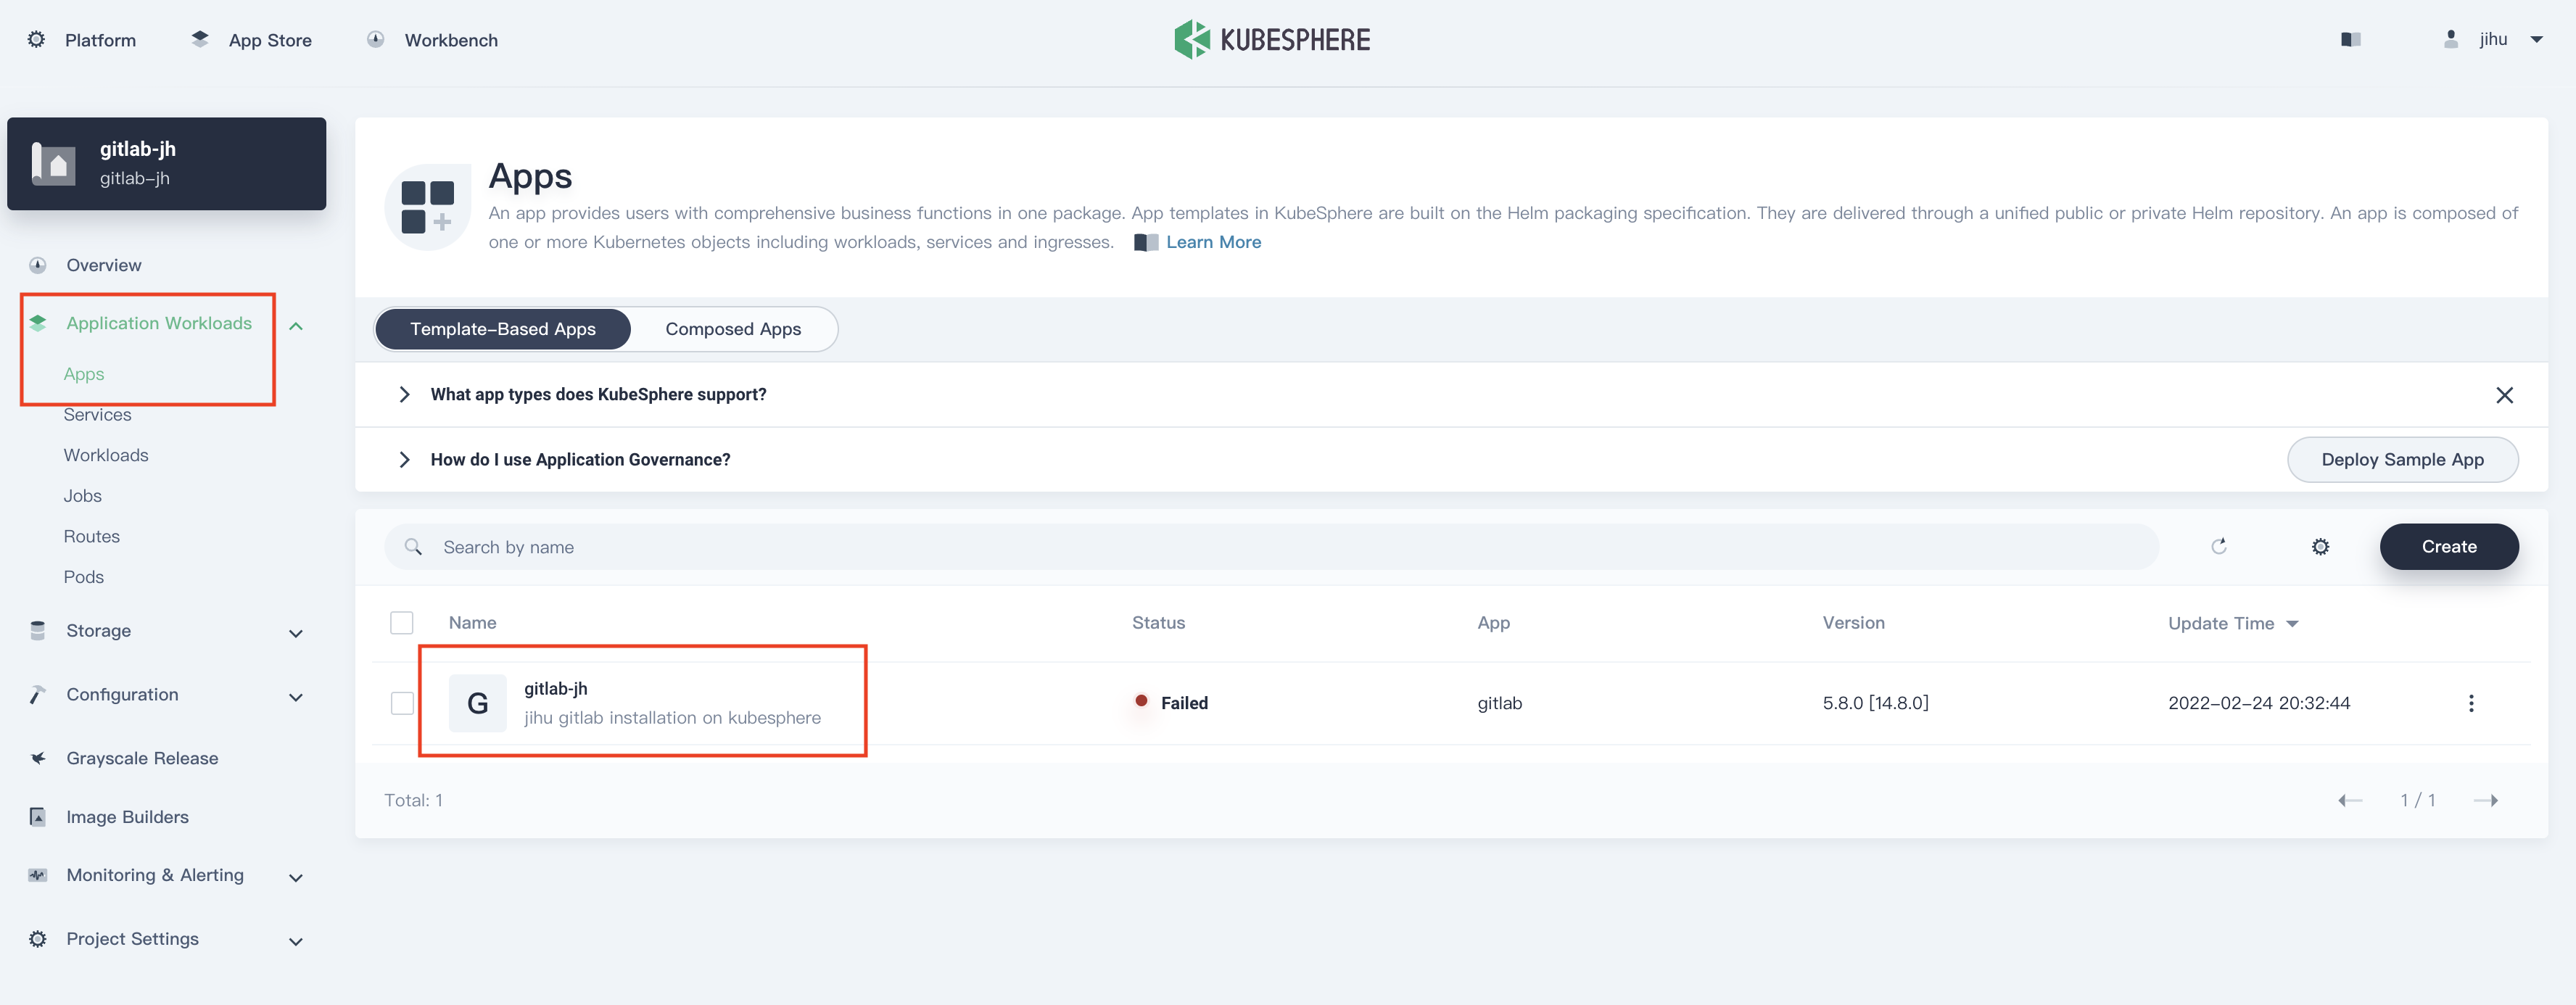 Platform
App Store
Workbench
KUBESPHERE
jihu
gitlab-jh
gitlab-jh
Overview
Application Workloads
Apps
Services
Workloads
Jobs
Routes
Pods
Storage
Configuration
Grayscale Release
Image Builders
Monitoring & Alerting
Project Settings
Apps
An app provides users with comprehensive business functions in one package. App templates in KubeSphere are built on the Helm packaging specification. They are delivered through a unified public or private Helm repository. An app is composed of
one or more Kubernetes objects including workloads, services and ingresses. Learn More
Template-Based Apps
Composed Apps
What app types does KubeSphere support?
How do I use Application Governance?
Deploy Sample App
Search by name
Create
Name Status App Version Update Time
G
gitlab-jh
jihu gitlab installation on kubesphere
Failed
gitlab
5.8.0 [14.8.0]
2022-02-24 20:32:44
Total: 1
1 / 1